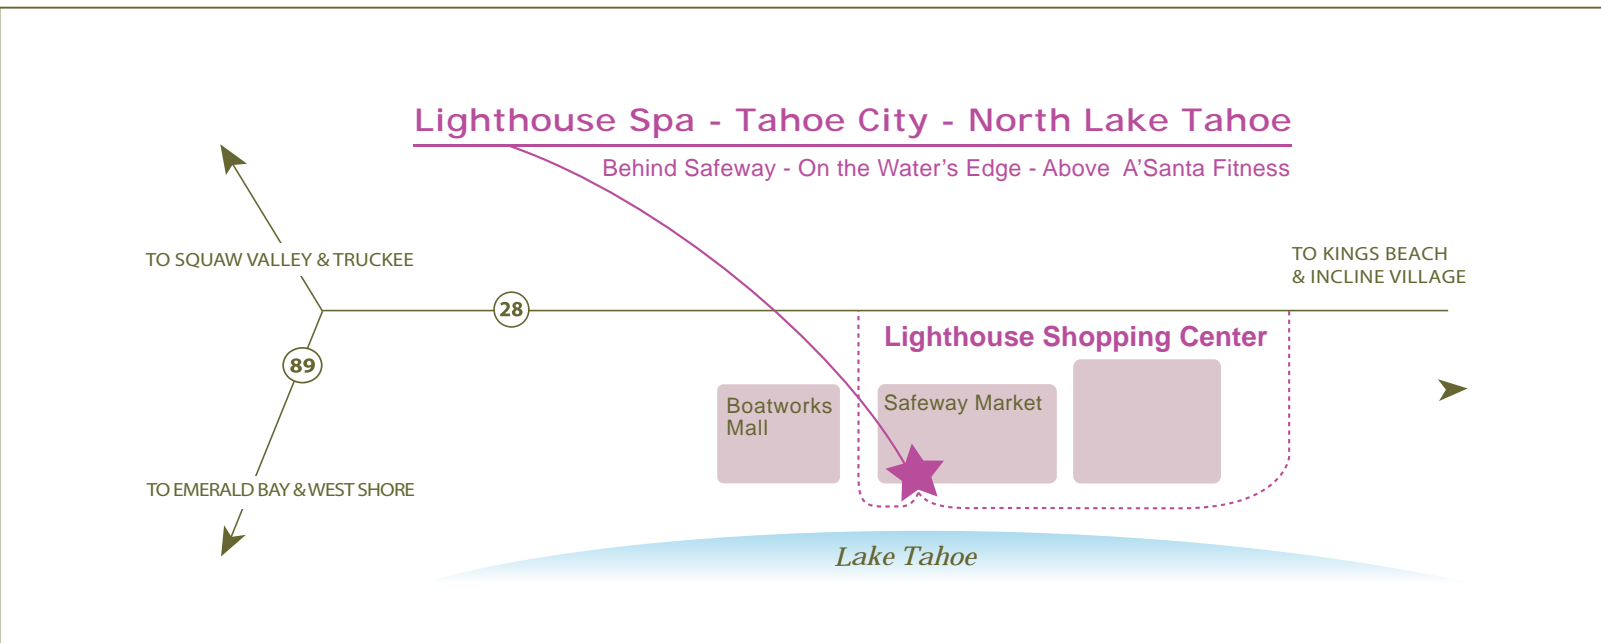 Lighthouse Spa - Tahoe City - North Lake Tahoe
Behind Safeway - On the Water’s Edge - Above A’Santa Fitness
TO SQUAW VALLEY & TRUCKEE
TO KINGS BEACH
& INCLINE VILLAGE
28
Lighthouse Shopping Center
89
Boatworks
Mall
Safeway Market
TO EMERALD BAY & WEST SHORE
Lake Tahoe